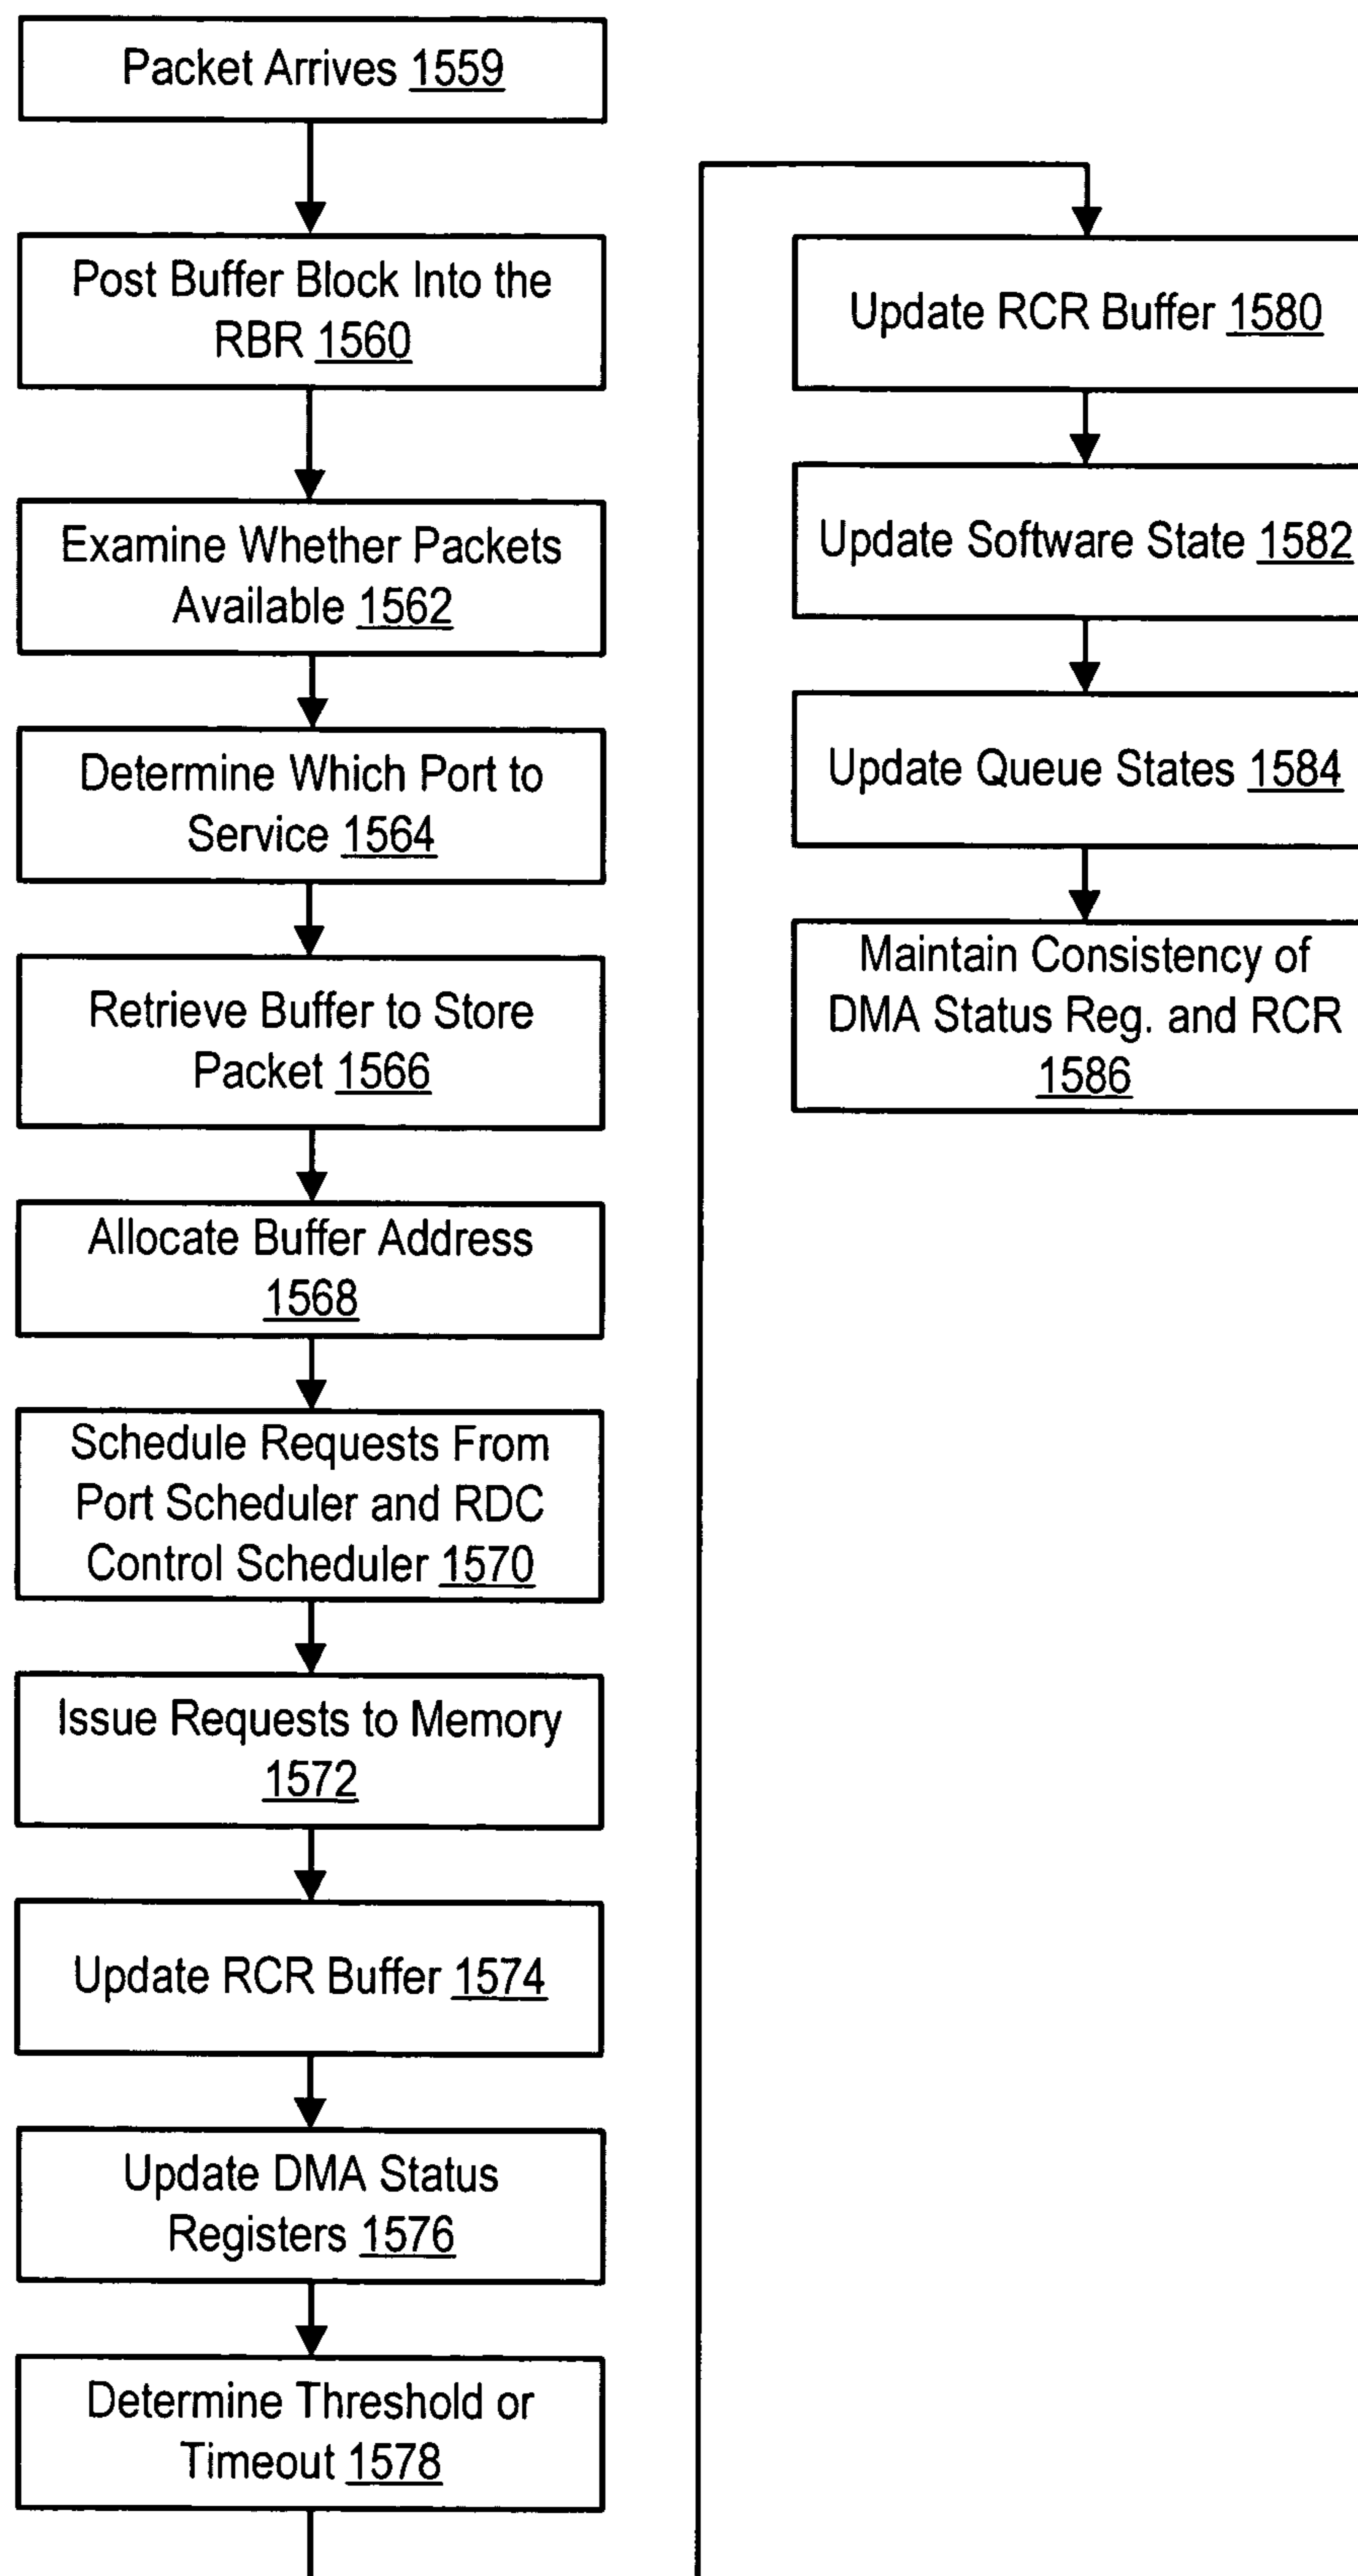 Packet Arrives 1559
Post Buffer Block Into the
RBR 1560
Examine Whether Packets
Available 1562
Determine Which Port to
Service 1564
Retrieve Buffer to Store
Packet 1566
Allocate Buffer Address
1568
Schedule Requests From
Port Scheduler and RDC
Control Scheduler 1570
Issue Requests to Memory
1572
Update RCR Buffer 1574
Update DMA Status
Registers 1576
Determine Threshold or
Timeout 1578
Update RCR Buffer 1580
Update Software State 1582
Update Queue States 1584
Maintain Consistency of
DMA Status Reg. and RCR
1586